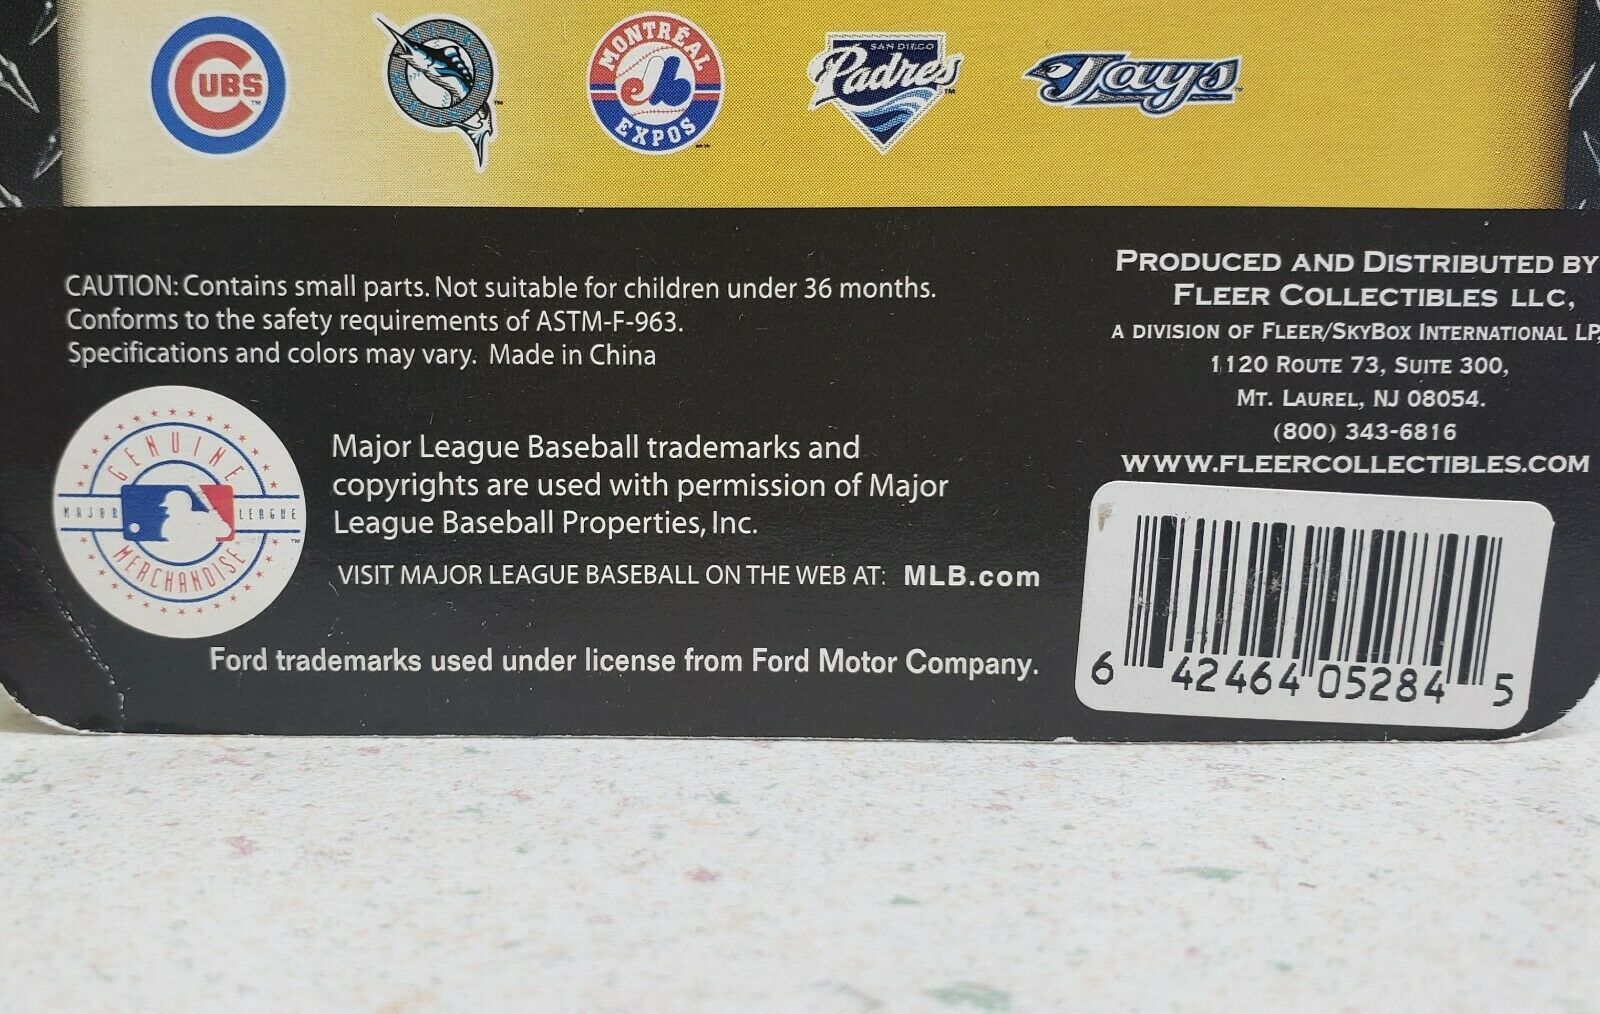 CUBS
MONTRÉAL
EXPOS
SAN DIEGO
Padres
Jays
CAUTION: Contains small parts. Not suitable for children under 36 months.
Conforms to the safety requirements of ASTM-F-963.
Specifications and colors may vary. Made in China
GENUINE
MAJOR LEAGUE
MERCHANDISE
Major League Baseball trademarks and
copyrights are used with permission of Major
League Baseball Properties, Inc.
VISIT MAJOR LEAGUE BASEBALL ON THE WEB AT: MLB.com
Ford trademarks used under license from Ford Motor Company.
PRODUCED AND DISTRIBUTED BY
FLEER COLLECTIBLES LLC,
A DIVISION OF FLEER/SKYBOX INTERNATIONAL LP,
1120 ROUTE 73, SUITE 300,
MT. LAUREL, NJ 08054.
(800) 343-6816
WWW.FLEERCOLLECTIBLES.COM
6 42464 05284 5